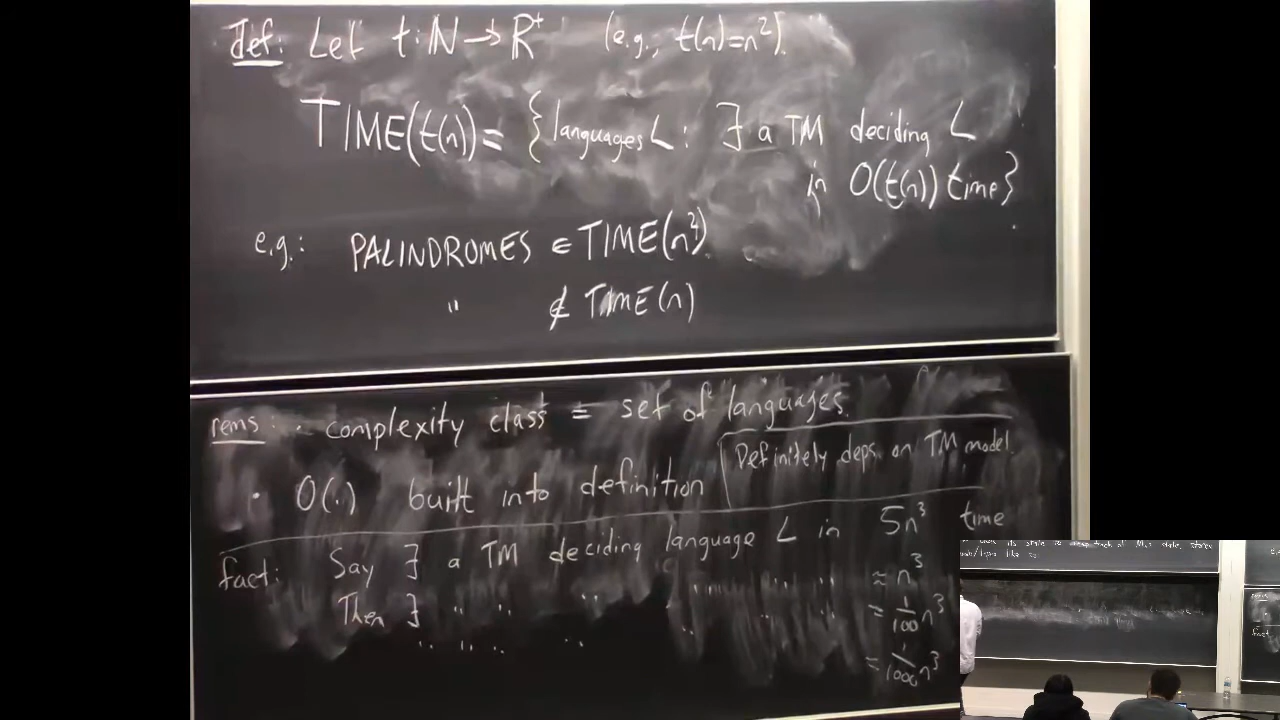 Def: Let t: ℕ → ℝ⁺ (e.g., t(n)=n²).
TIME(t(n)) = {languages L : ∃ a TM deciding L
in O(t(n)) time}
e.g.: PALINDROMES ∈ TIME(n²).
" ∉ TIME(n)
rems: · complexity class = set of "languages.
· O(·) built into definition
Definitely deps. on TM model.
fact: Say ∃ a TM deciding language L in 5n³ time
Then ∃ " " " " " " ≈ n³
" " " " " " = 1/100 n³
" " " " = 1/1000 n³